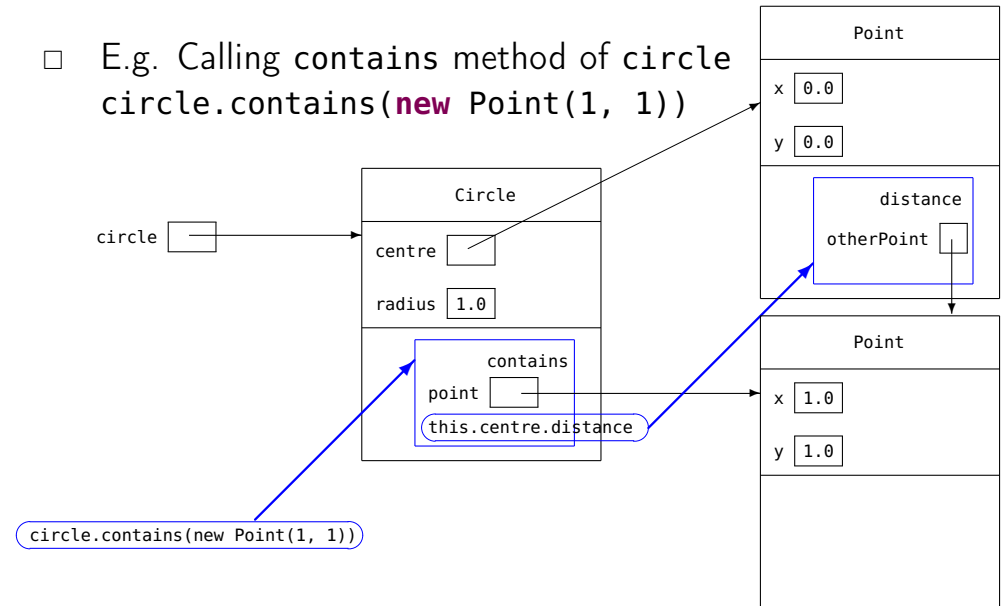 □ E.g. Calling contains method of circle
circle.contains(new Point(1, 1))
circle
Circle
centre
radius 1.0
contains
point
this.centre.distance
circle.contains(new Point(1, 1))
Point
x 0.0
y 0.0
distance
otherPoint
Point
x 1.0
y 1.0